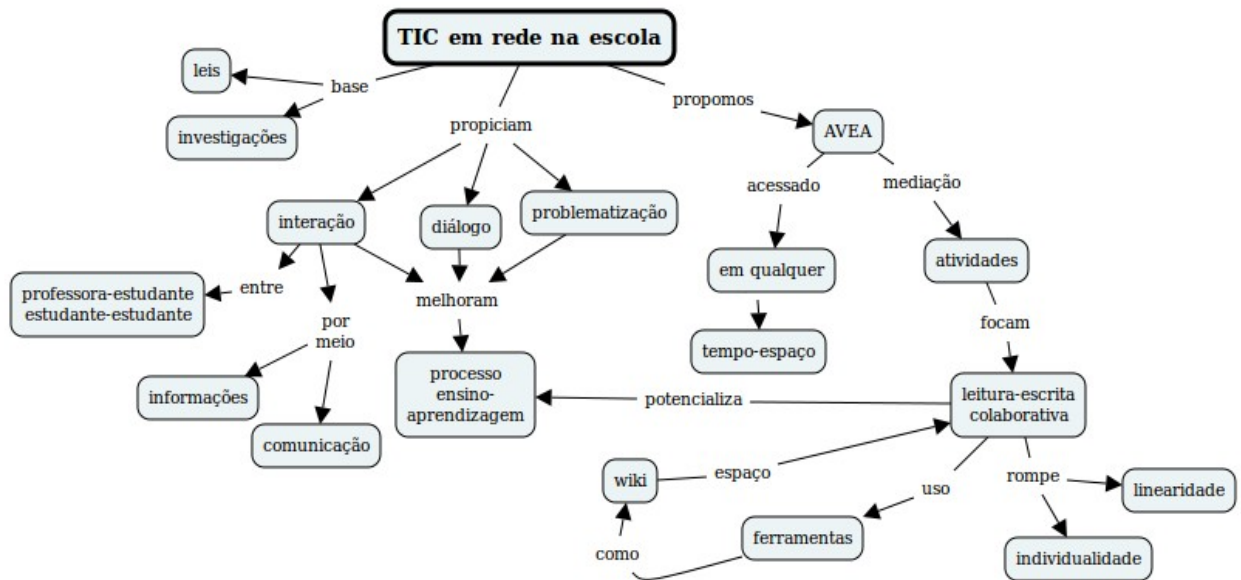 TIC em rede na escola
leis
base
investigações
propiciam
propomos
AVEA
interação
diálogo
problematização
acessado
mediação
professora-estudante
estudante-estudante
entre
melhoram
em qualquer
atividades
por
meio
tempo-espaço
focam
informações
comunicação
processo
ensino-
aprendizagem
potencializa
leitura-escrita
colaborativa
wiki
espaço
uso
rompe
linearidade
como
ferramentas
individualidade